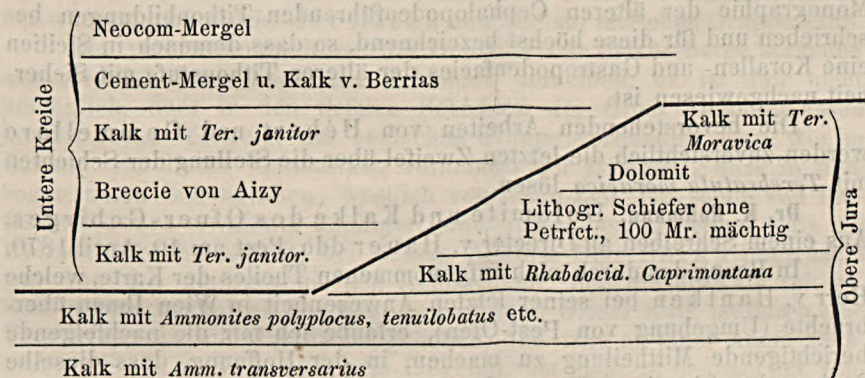 Untere Kreide
Neocom-Mergel
Cement-Mergel u. Kalk v. Berrias
Kalk mit Ter. janitor
Breccie von Aizy
Kalk mit Ter. janitor.
Kalk mit Ter.
Moravica
Dolomit
Lithogr. Schiefer ohne
Petrfct., 100 Mr. mächtig
Kalk mit Rhabdocid. Caprimontana
Obere Jura
Kalk mit Ammonites polyplocus, tenuilobatus etc.
Kalk mit Amm. transversarius